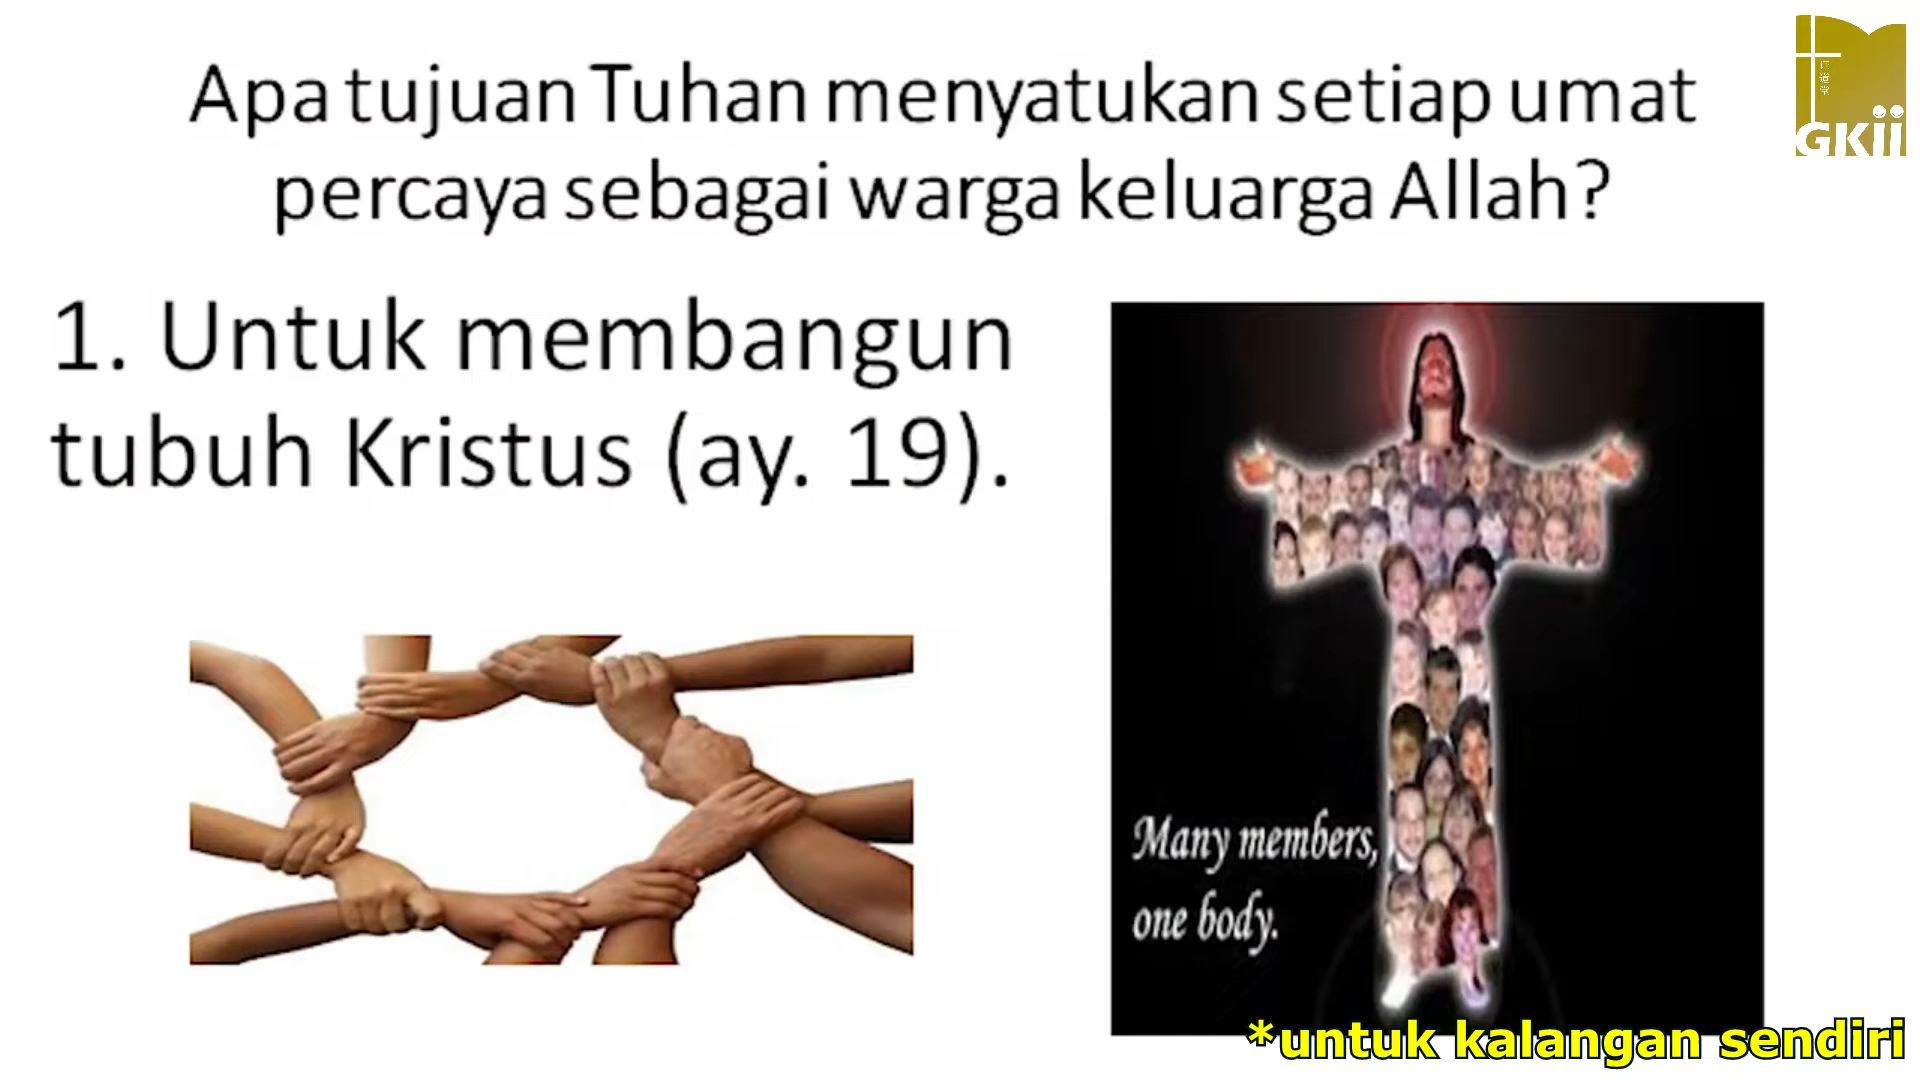 Apa tujuan Tuhan menyatukan setiap umat
percaya sebagai warga keluarga Allah?
1. Untuk membangun
tubuh Kristus (ay. 19).
Many members,
one body.
GKii
*untuk kalangan sendiri